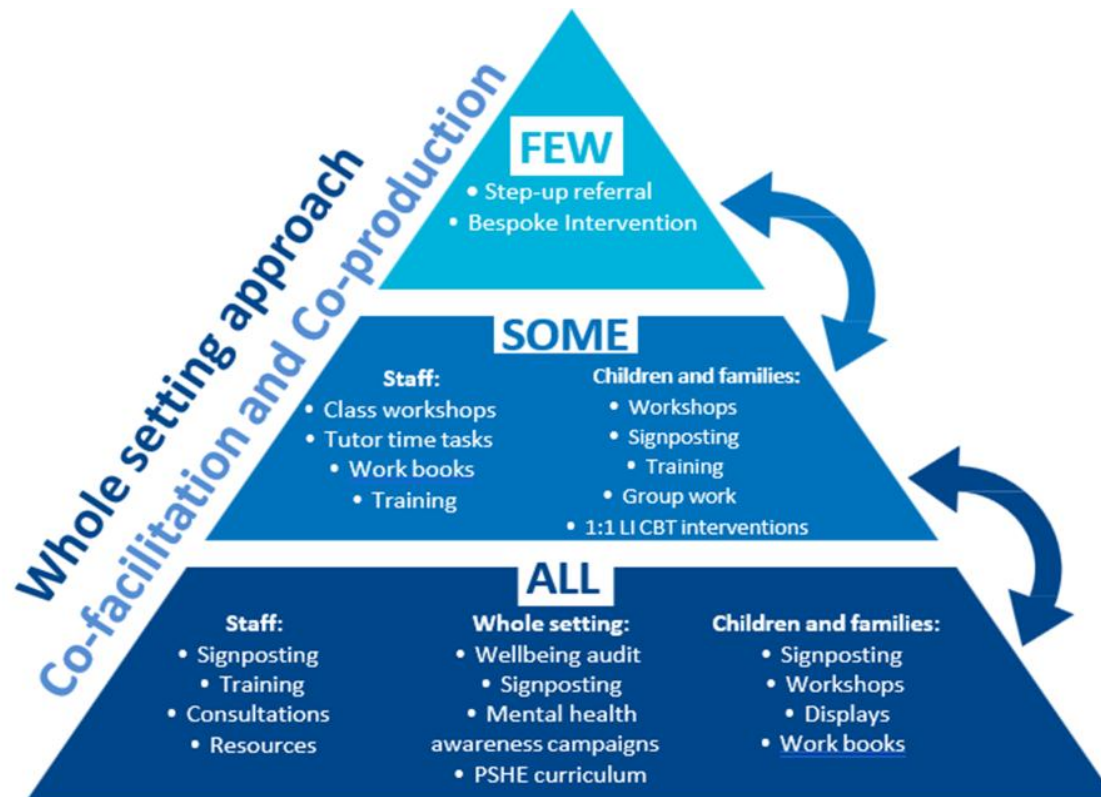 Whole setting approach
Co-facilitation and Co-production
FEW
• Step-up referral
• Bespoke Intervention
SOME
Staff:
• Class workshops
• Tutor time tasks
• Work books
• Training
Children and families:
• Workshops
• Signposting
• Training
• Group work
• 1:1 LI CBT interventions
ALL
Staff:
• Signposting
• Training
• Consultations
• Resources
Whole setting:
• Wellbeing audit
• Signposting
• Mental health
awareness campaigns
• PSHE curriculum
Children and families:
• Signposting
• Workshops
• Displays
• Work books